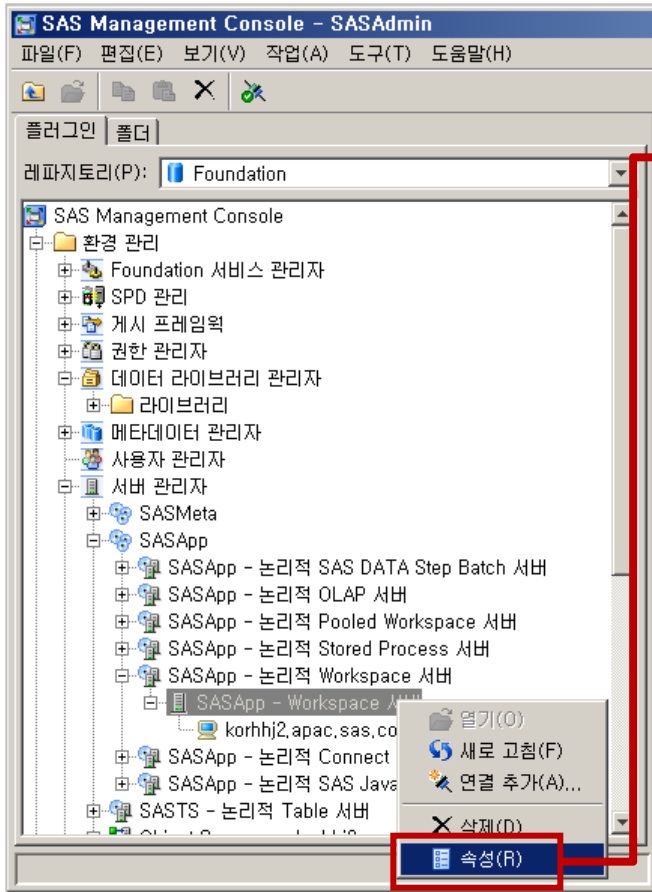 SAS Management Console - SASAdmin
파일(F) 편집(E) 보기(V) 작업(A) 도구(T) 도움말(H)
플러그인 폴더
레파지토리(P): Foundation
SAS Management Console
환경 관리
Foundation 서비스 관리자
SPD 관리
게시 프레임웍
권한 관리자
데이터 라이브러리 관리자
라이브러리
메타데이터 관리자
사용자 관리자
서버 관리자
SASMeta
SASApp
SASApp - 논리적 SAS DATA Step Batch 서버
SASApp - 논리적 OLAP 서버
SASApp - 논리적 Pooled Workspace 서버
SASApp - 논리적 Stored Process 서버
SASApp - 논리적 Workspace 서버
SASApp - Workspace 서버
korhhj2.apac.sas.co
SASApp - 논리적 Connect
SASApp - 논리적 SAS Java
SASTS - 논리적 Table 서버
열기(O)
새로 고침(F)
연결 추가(A)...
삭제(D)
속성(R)